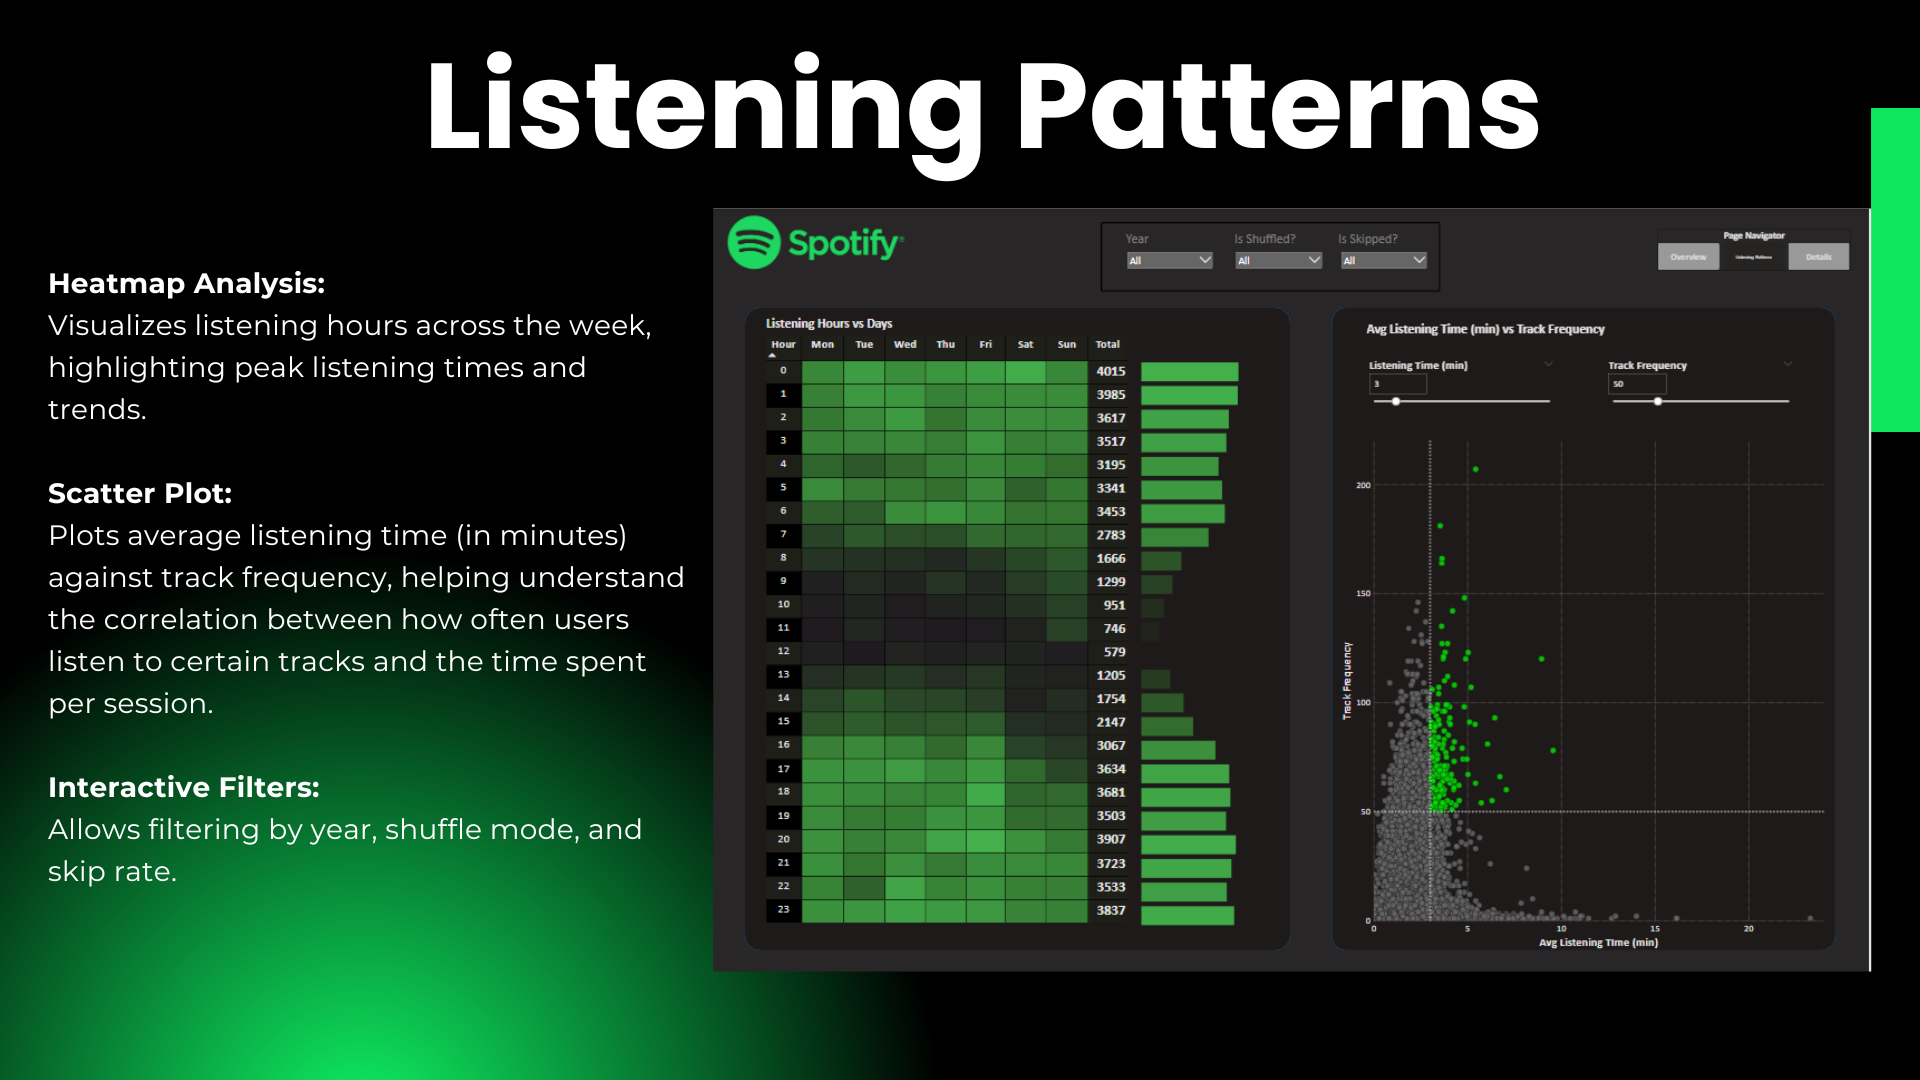 Listening Patterns
Heatmap Analysis:
Visualizes listening hours across the week,
highlighting peak listening times and
trends.
Scatter Plot:
Plots average listening time (in minutes)
against track frequency, helping understand
the correlation between how often users
listen to certain tracks and the time spent
per session.
Interactive Filters:
Allows filtering by year, shuffle mode, and
skip rate.
Spotify®
Year Is Shuffled? Is Skipped?
All All All
Page Navigator
Overview Listening Patterns Details
Listening Hours vs Days
Hour Mon Tue Wed Thu Fri Sat Sun Total
0 4015
1 3985
2 3617
3 3517
4 3195
5 3341
6 3453
7 2783
8 1666
9 1299
10 951
11 746
12 579
13 1205
14 1754
15 2147
16 3067
17 3634
18 3681
19 3503
20 3907
21 3723
22 3533
23 3837
Avg Listening Time (min) vs Track Frequency
Listening Time (min) Track Frequency
3 50
200
150
100
50
0
Track Frequency
0 5 10 15 20
Avg Listening TIme (min)